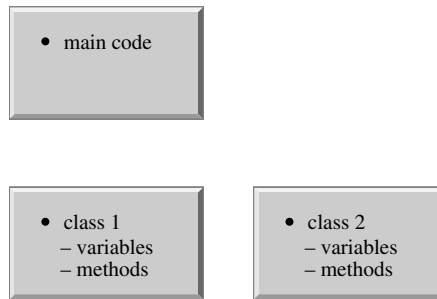 • main code
• class 1
– variables
– methods
• class 2
– variables
– methods